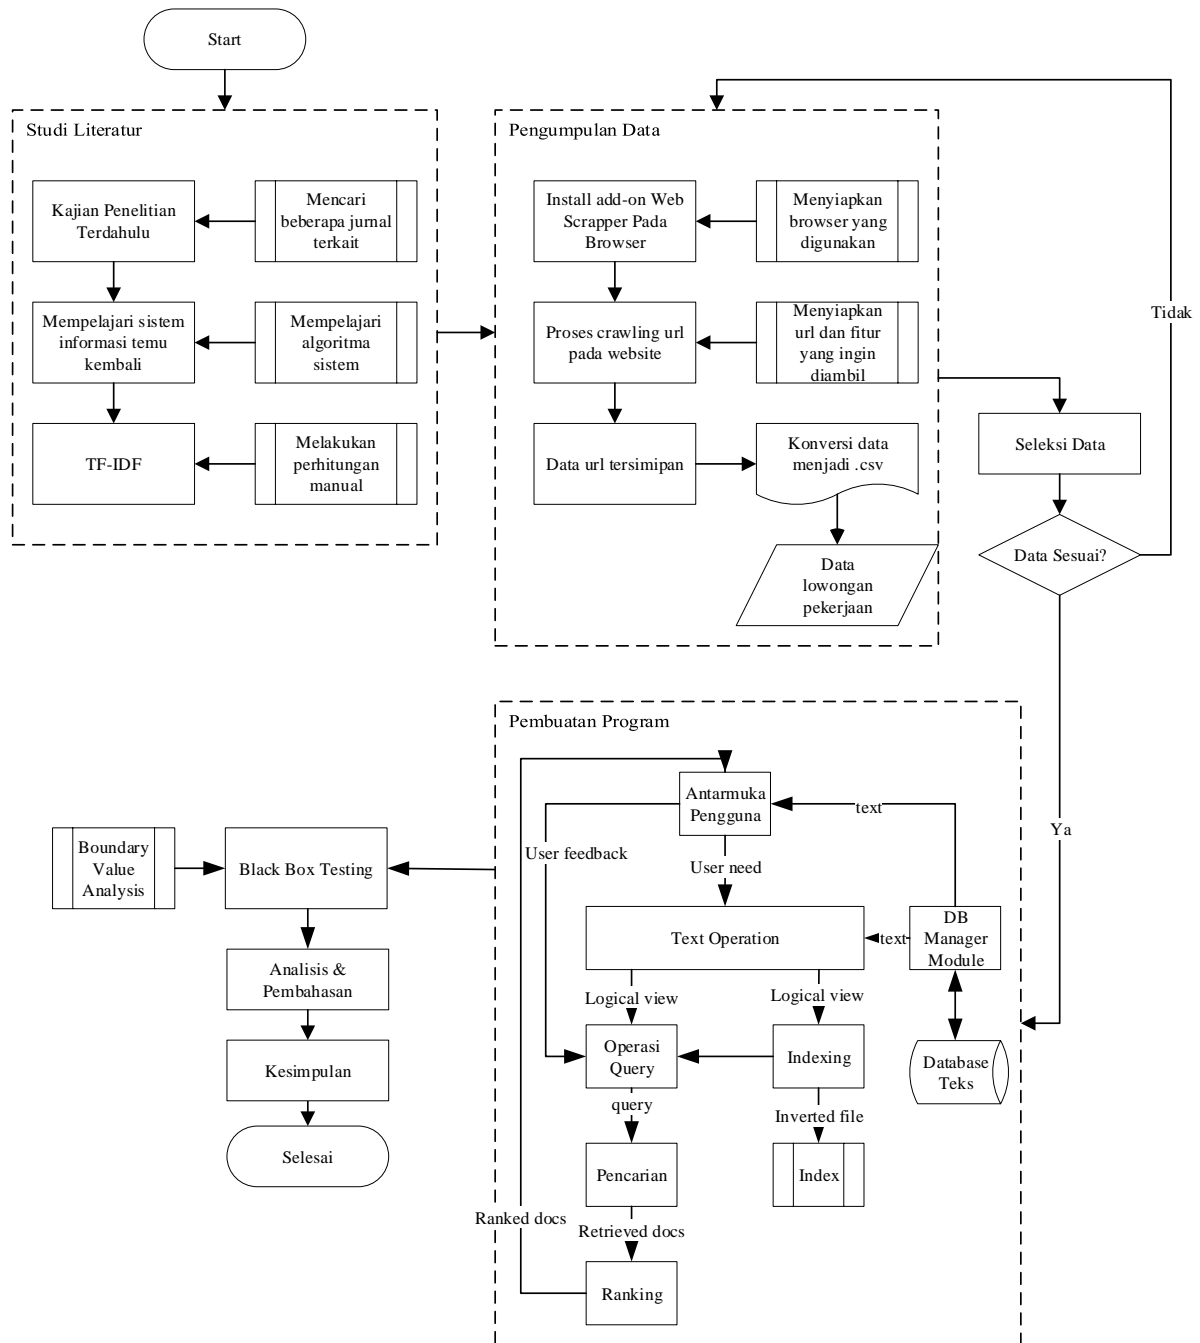 Start
Studi Literatur
Kajian Penelitian
Terdahulu
Mencari
beberapa jurnal
terkait
Mempelajari sistem
informasi temu
kembali
Mempelajari
algoritma
sistem
TF-IDF
Melakukan
perhitungan
manual
Pengumpulan Data
Install add-on Web
Scrapper Pada
Browser
Menyiapkan
browser yang
digunakan
Proses crawling url
pada website
Menyiapkan
url dan fitur
yang ingin
diambil
Data url tersimipan
Konversi data
menjadi .csv
Data
lowongan
pekerjaan
Seleksi Data
Data Sesuai?
Tidak
Ya
Pembuatan Program
Antarmuka
Pengguna
text
User feedback
User need
Text Operation
text
DB
Manager
Module
Logical view
Logical view
Operasi
Query
Indexing
Database
Teks
query
Inverted file
Pencarian
Index
Ranked docs
Retrieved docs
Ranking
Boundary
Value
Analysis
Black Box Testing
Analisis &
Pembahasan
Kesimpulan
Selesai